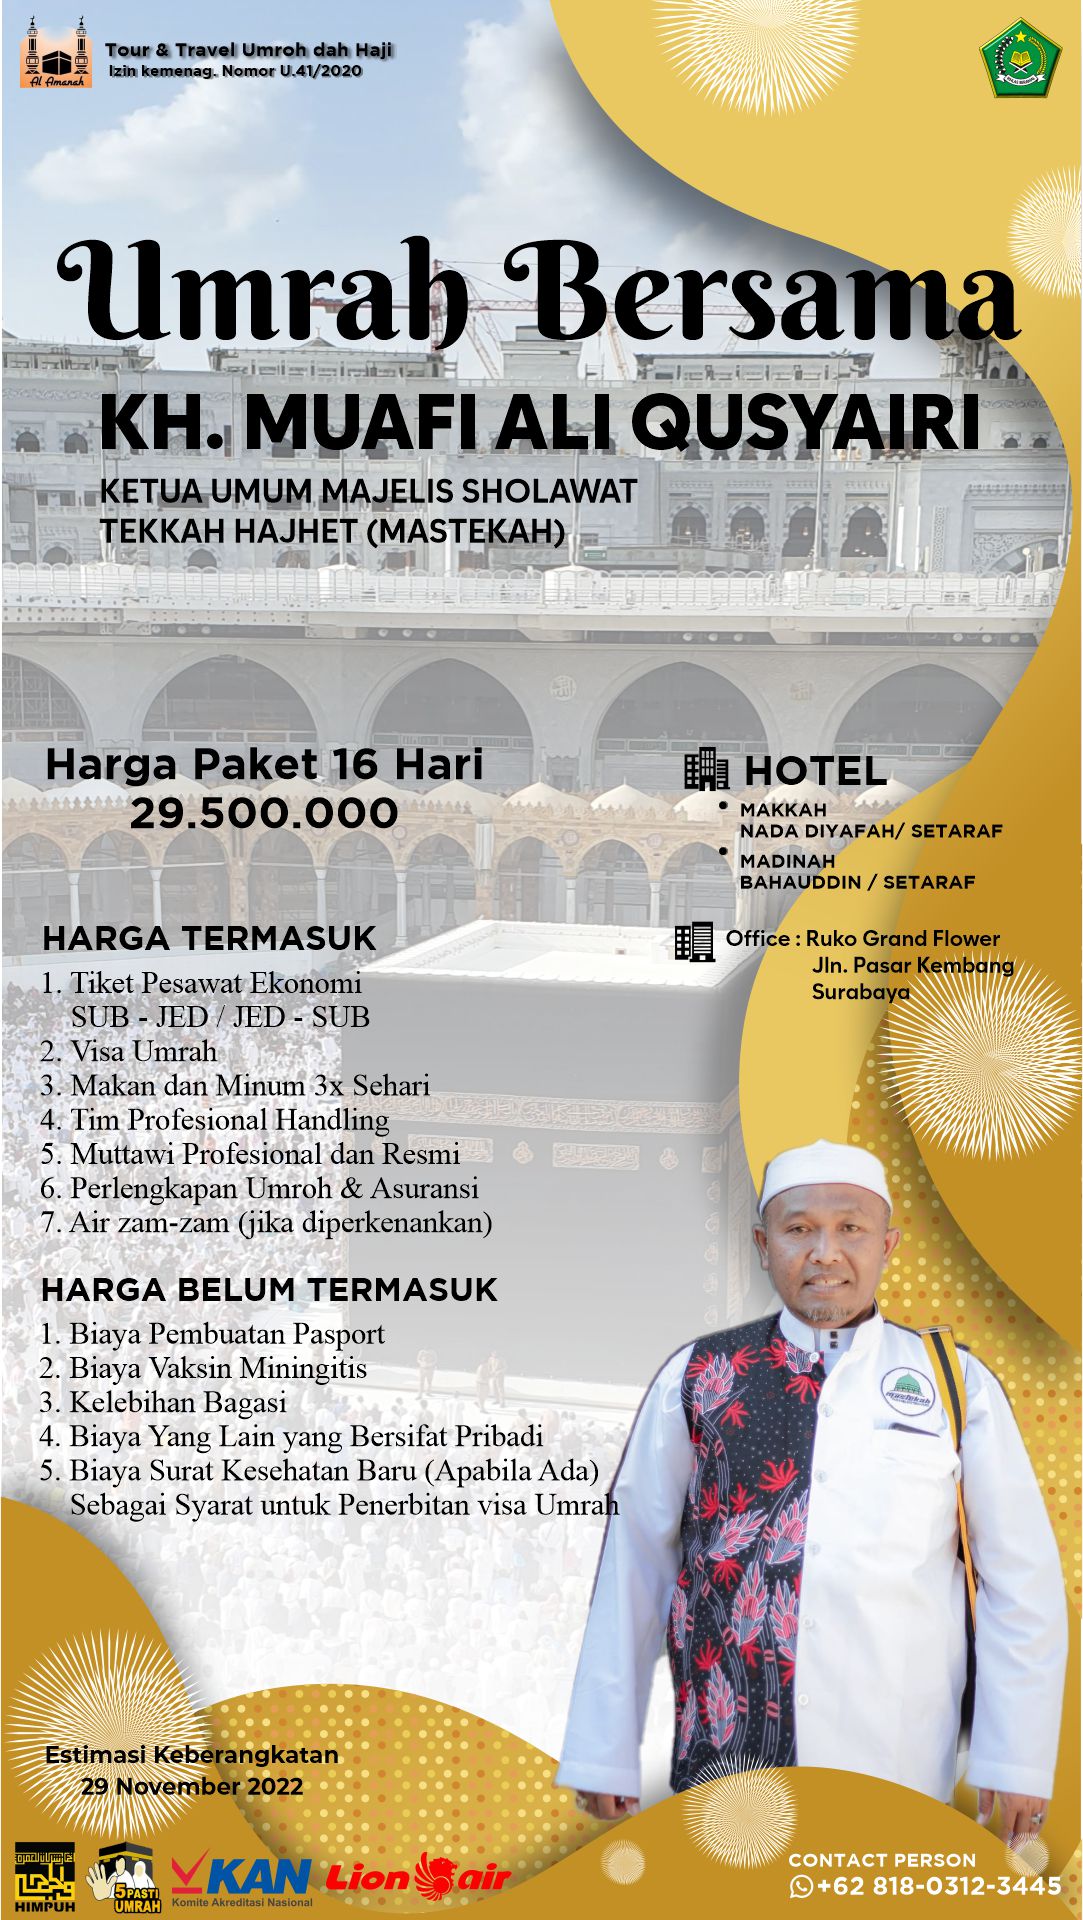 Al Amanah
Tour & Travel Umroh dah Haji
Izin kemenag. Nomor U.41/2020
Umrah Bersama
KH. MUAFI ALI QUSYAIRI
KETUA UMUM MAJELIS SHOLAWAT
TEKKAH HAJHET (MASTEKAH)
Harga Paket 16 Hari
29.500.000
HOTEL
• MAKKAH
NADA DIYAFAH/ SETARAF
• MADINAH
BAHAUDDIN / SETARAF
Office : Ruko Grand Flower
Jln. Pasar Kembang
Surabaya
HARGA TERMASUK
1. Tiket Pesawat Ekonomi
SUB - JED / JED - SUB
2. Visa Umrah
3. Makan dan Minum 3x Sehari
4. Tim Profesional Handling
5. Muttawi Profesional dan Resmi
6. Perlengkapan Umroh & Asuransi
7. Air zam-zam (jika diperkenankan)
HARGA BELUM TERMASUK
1. Biaya Pembuatan Pasport
2. Biaya Vaksin Miningitis
3. Kelebihan Bagasi
4. Biaya Yang Lain yang Bersifat Pribadi
5. Biaya Surat Kesehatan Baru (Apabila Ada)
Sebagai Syarat untuk Penerbitan visa Umrah
mastekah
Estimasi Keberangkatan
29 November 2022
HIMPUH
5 PASTI
UMRAH
KAN
Komite Akreditasi Nasional
Lion air
CONTACT PERSON
+62 818-0312-3445